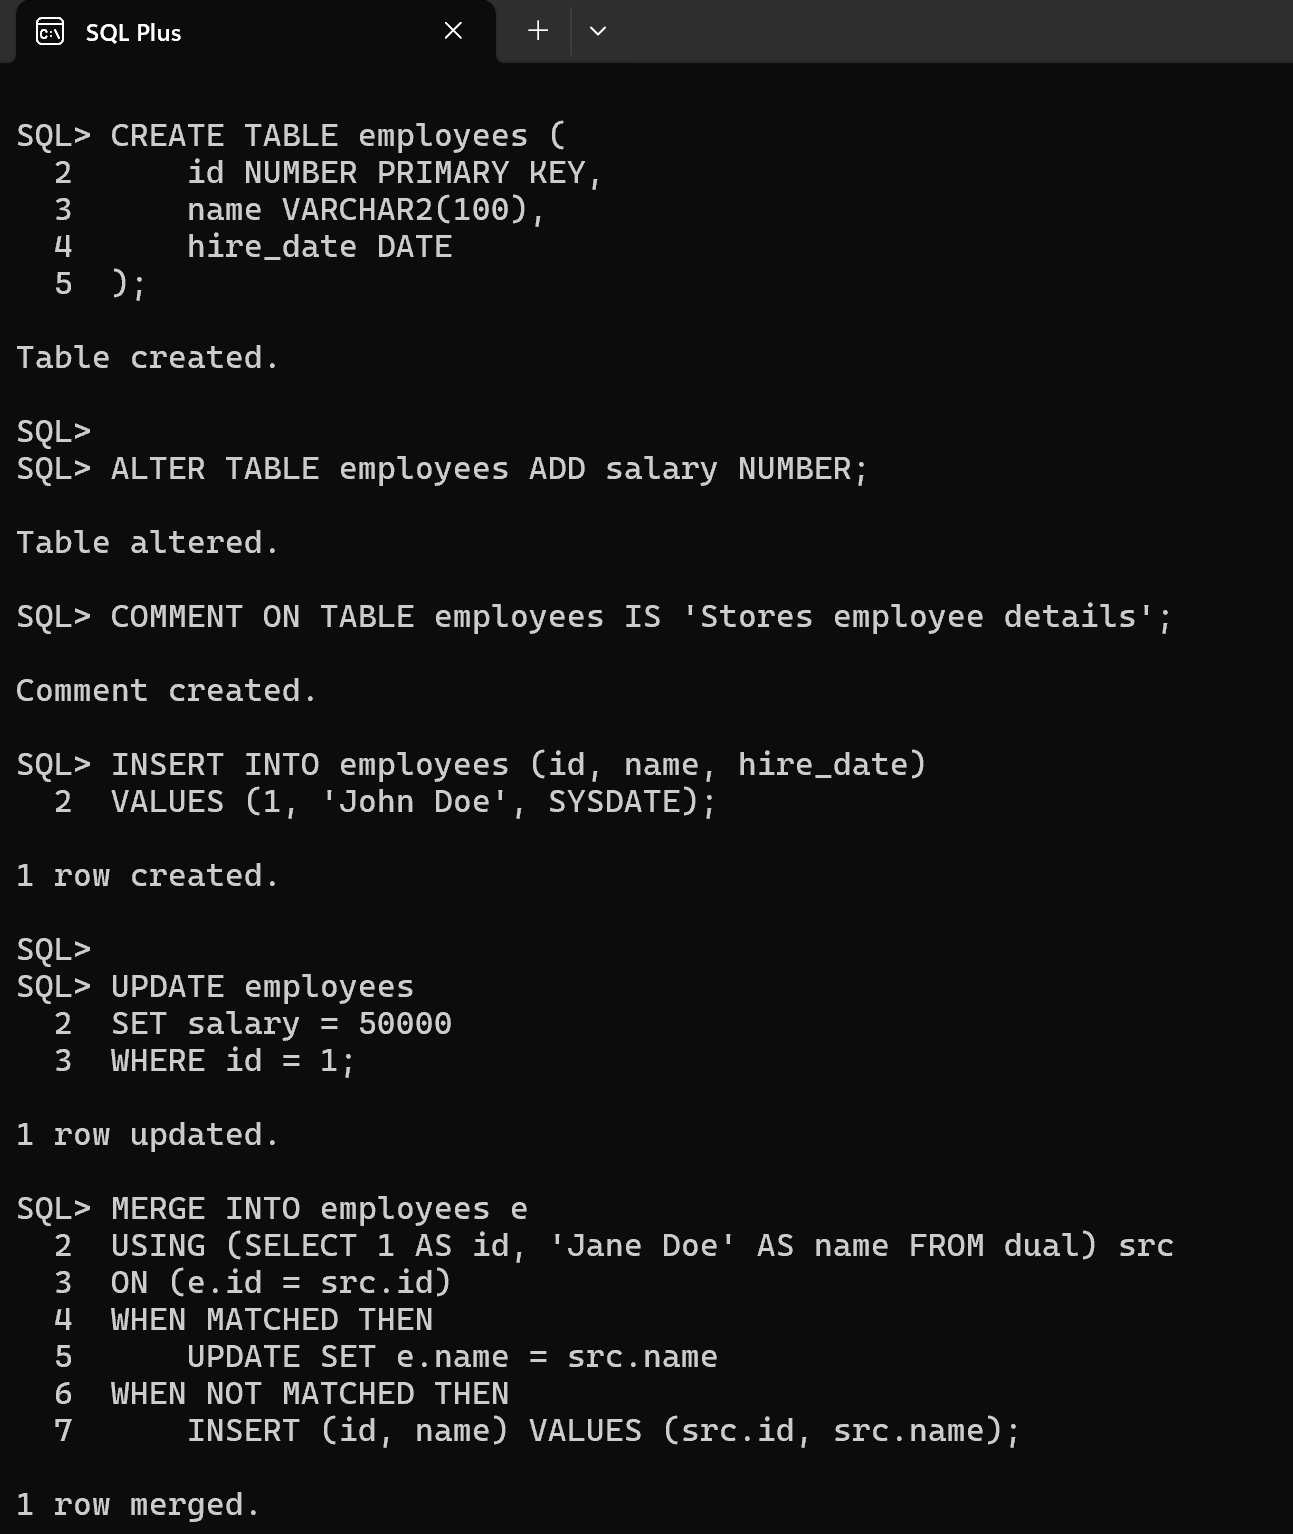 SQL Plus
SQL> CREATE TABLE employees (
  2      id NUMBER PRIMARY KEY,
  3      name VARCHAR2(100),
  4      hire_date DATE
  5  );
Table created.
SQL>
SQL> ALTER TABLE employees ADD salary NUMBER;
Table altered.
SQL> COMMENT ON TABLE employees IS 'Stores employee details';
Comment created.
SQL> INSERT INTO employees (id, name, hire_date)
  2  VALUES (1, 'John Doe', SYSDATE);
1 row created.
SQL>
SQL> UPDATE employees
  2  SET salary = 50000
  3  WHERE id = 1;
1 row updated.
SQL> MERGE INTO employees e
  2  USING (SELECT 1 AS id, 'Jane Doe' AS name FROM dual) src
  3  ON (e.id = src.id)
  4  WHEN MATCHED THEN
  5      UPDATE SET e.name = src.name
  6  WHEN NOT MATCHED THEN
  7      INSERT (id, name) VALUES (src.id, src.name);
1 row merged.